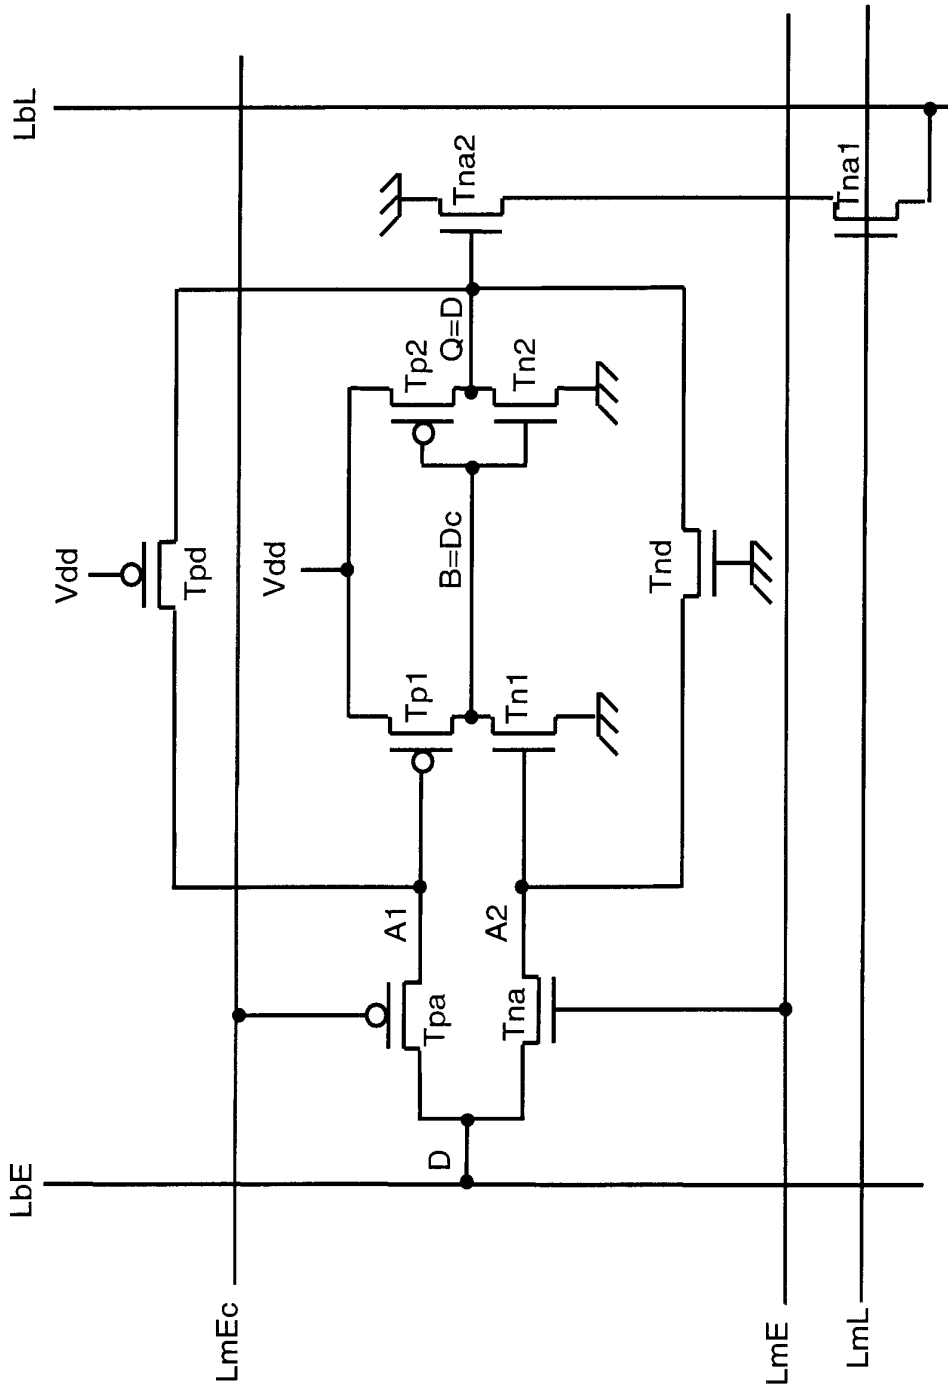 LbL
Tna2
Tna1
Vdd
Tpd
Vdd
Tp2
Q=D
Tn2
B=Dc
Tnd
Tp1
Tn1
A1
A2
Tpa
Tna
D
LbE
LmEc
LmE
LmL